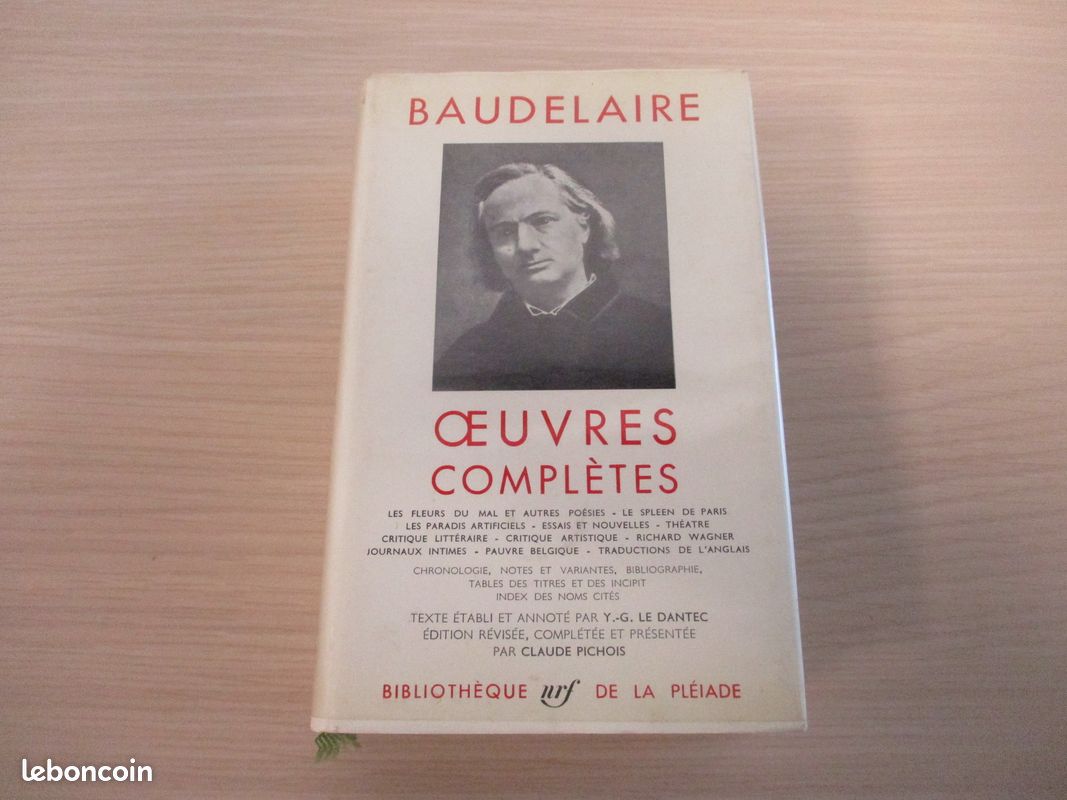 BAUDELAIRE
ŒUVRES
COMPLÈTES
LES FLEURS DU MAL ET AUTRES POÉSIES - LE SPLEEN DE PARIS
LES PARADIS ARTIFICIELS - ESSAIS ET NOUVELLES - THÉATRE
CRITIQUE LITTÉRAIRE - CRITIQUE ARTISTIQUE - RICHARD WAGNER
JOURNAUX INTIMES - PAUVRE BELGIQUE - TRADUCTIONS DE L'ANGLAIS
CHRONOLOGIE, NOTES ET VARIANTES, BIBLIOGRAPHIE,
TABLES DES TITRES ET DES INCIPIT
INDEX DES NOMS CITÉS
TEXTE ÉTABLI ET ANNOTÉ PAR Y.-G. LE DANTEC
ÉDITION RÉVISÉE, COMPLÉTÉE ET PRÉSENTÉE
PAR CLAUDE PICHOIS
BIBLIOTHÈQUE nrf DE LA PLÉIADE
leboncoin